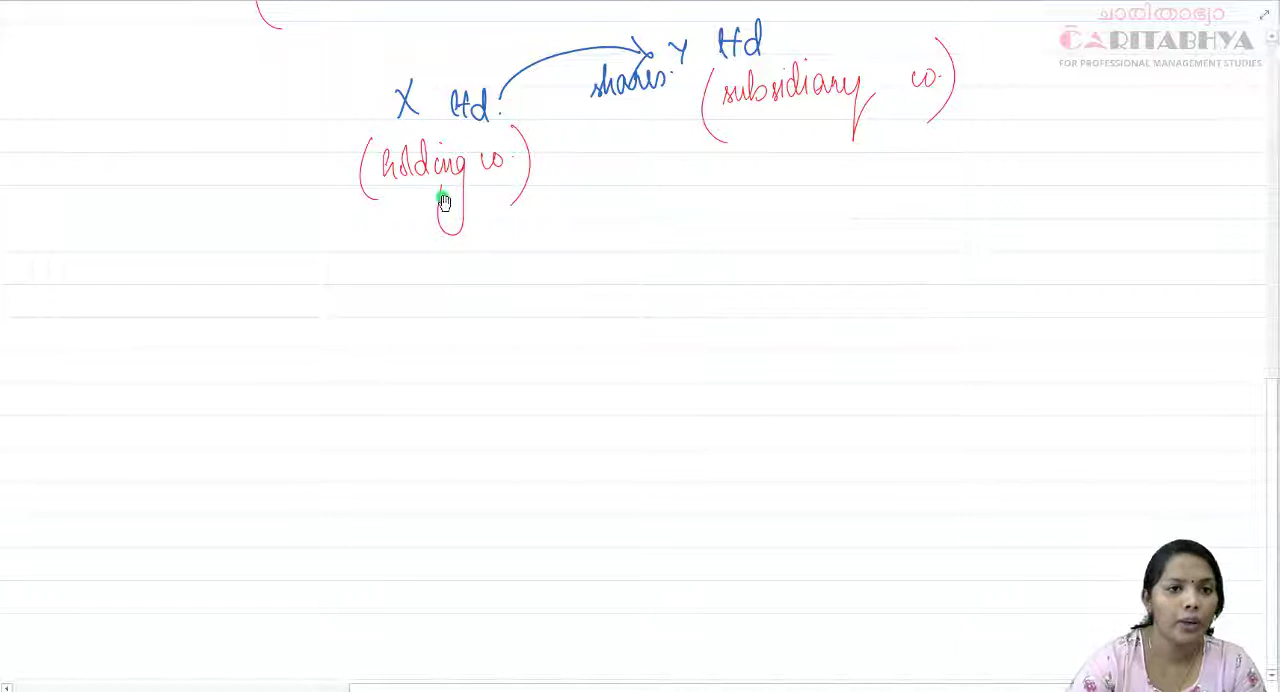 ചാരിതാഭ്യാ
CARITABHYA
FOR PROFESSIONAL MANAGEMENT STUDIES
X ltd.
(holding co.)
shares.
Y ltd
(subsidiary co.)